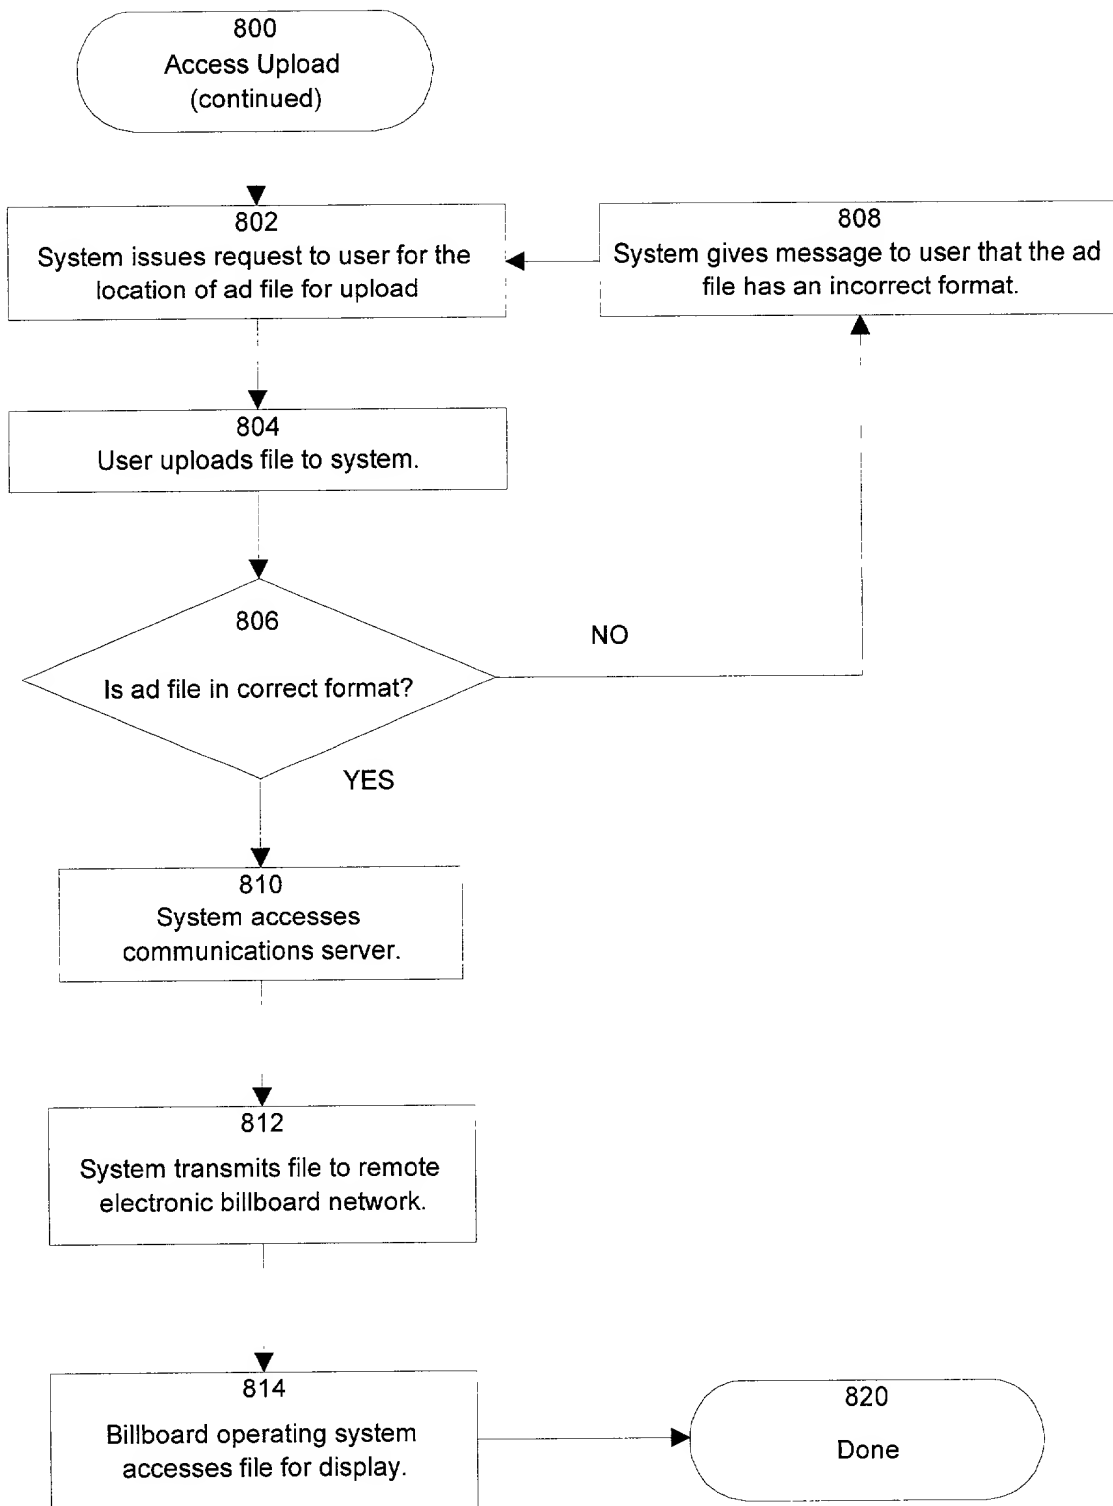 800
Access Upload
(continued)
802
System issues request to user for the
location of ad file for upload
808
System gives message to user that the ad
file has an incorrect format.
804
User uploads file to system.
806
Is ad file in correct format?
NO
YES
810
System accesses
communications server.
812
System transmits file to remote
electronic billboard network.
814
Billboard operating system
accesses file for display.
820
Done